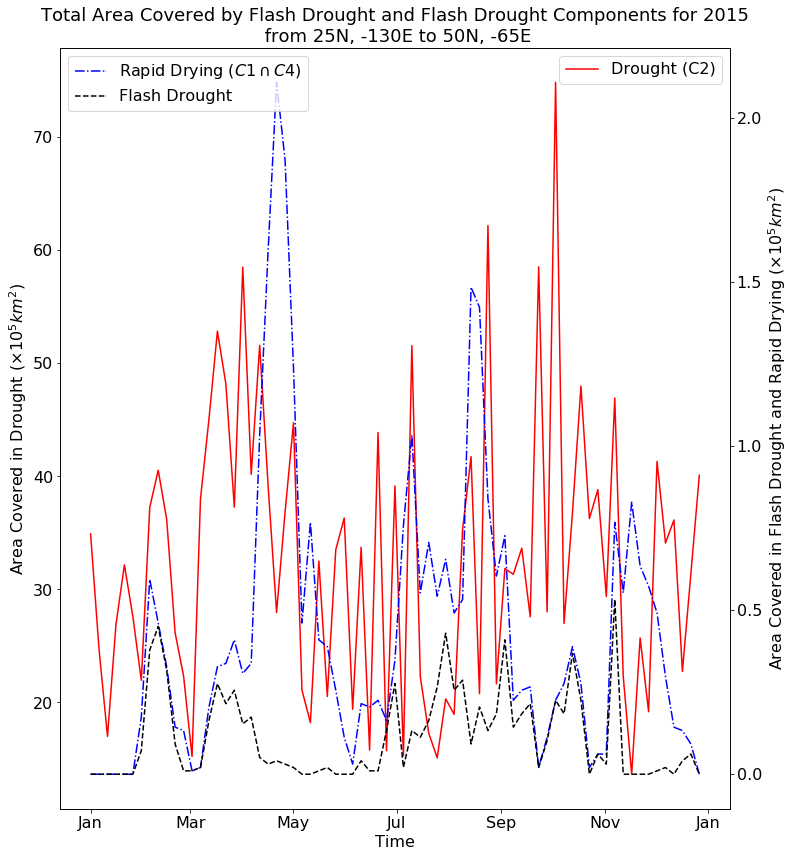 Total Area Covered by Flash Drought and Flash Drought Components for 2015
from 25N, -130E to 50N, -65E
Rapid Drying (C1 ∩ C4)
Flash Drought
Drought (C2)
Area Covered in Drought (×10⁵km²)
70
60
50
40
30
20
2.0
1.5
1.0
0.5
0.0
Area Covered in Flash Drought and Rapid Drying (×10⁵km²)
Jan Mar May Jul Sep Nov Jan
Time